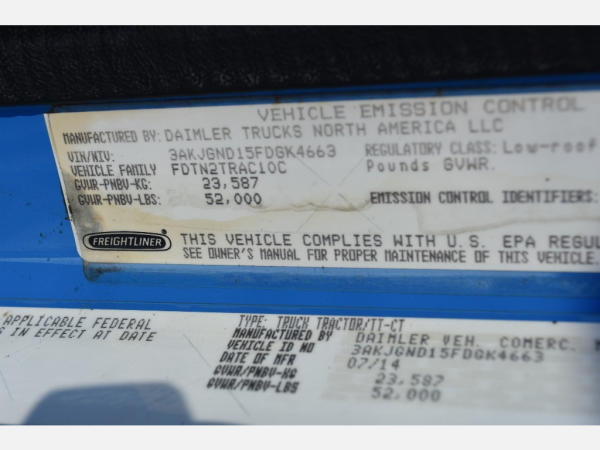 VEHICLE EMISSION CONTROL
MANUFACTURED BY: DAIMLER TRUCKS NORTH AMERICA LLC
VIN/NIV: 3AKJGND15FDGK4663 REGULATORY CLASS: Low-roof
VEHICLE FAMILY FDTN2TRAC10C Pounds GVWR.
GVWR-PNBV-KG: 23,587
GVWR-PNBV-LBS: 52,000 EMISSION CONTROL IDENTIFIERS:
FREIGHTLINER THIS VEHICLE COMPLIES WITH U.S. EPA REGUL
SEE OWNER'S MANUAL FOR PROPER MAINTENANCE OF THIS VEHICLE.
APPLICABLE FEDERAL TYPE: TRUCK TRACTOR/TT-CT
S IN EFFECT AT DATE MANUFACTURED BY DAIMLER VEH. COMERC.
VEHICLE ID NO 3AKJGND15FDGK4663
DATE OF MFR 07/14
GVWR/PNBV-KG 23,587
GVWR/PNBV-LBS 52,000